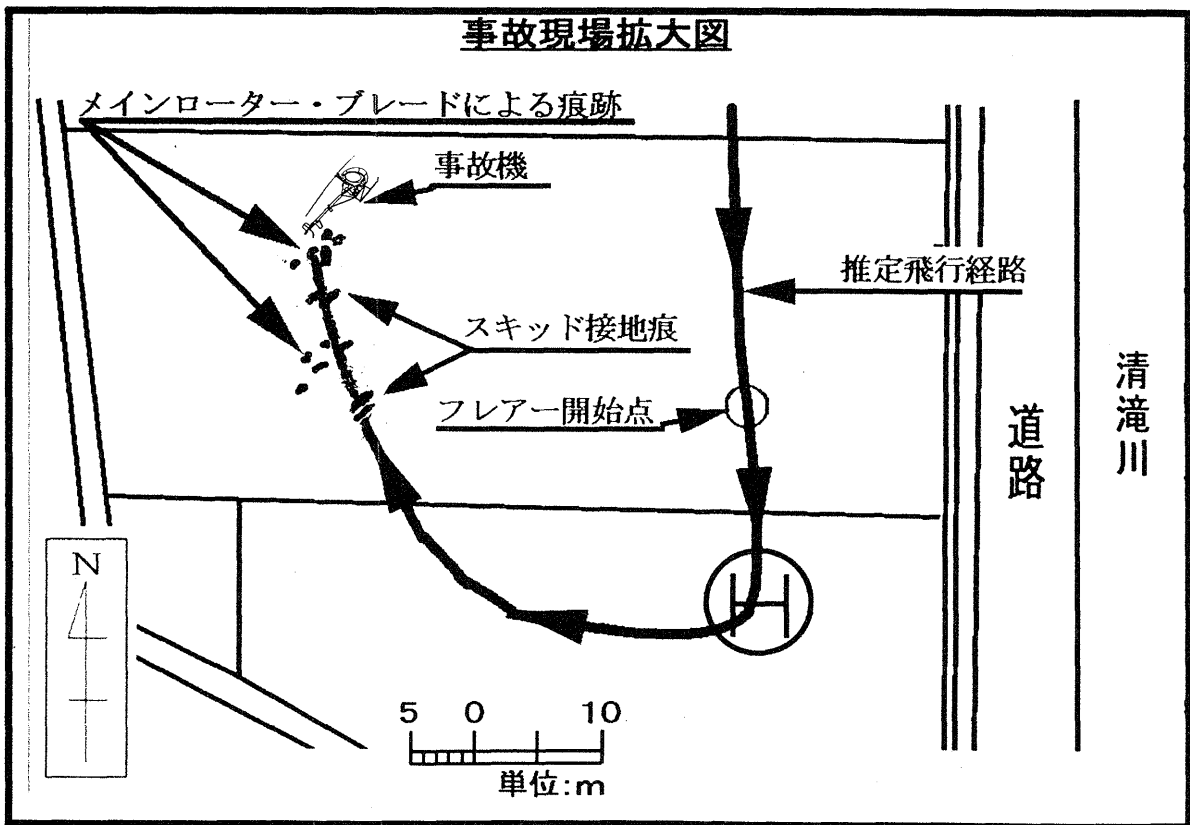 事故現場拡大図
メインローター・ブレードによる痕跡
事故機
推定飛行経路
スキッド接地痕
フレアー開始点
道路
清滝川
N
H
5 0 10
単位:m